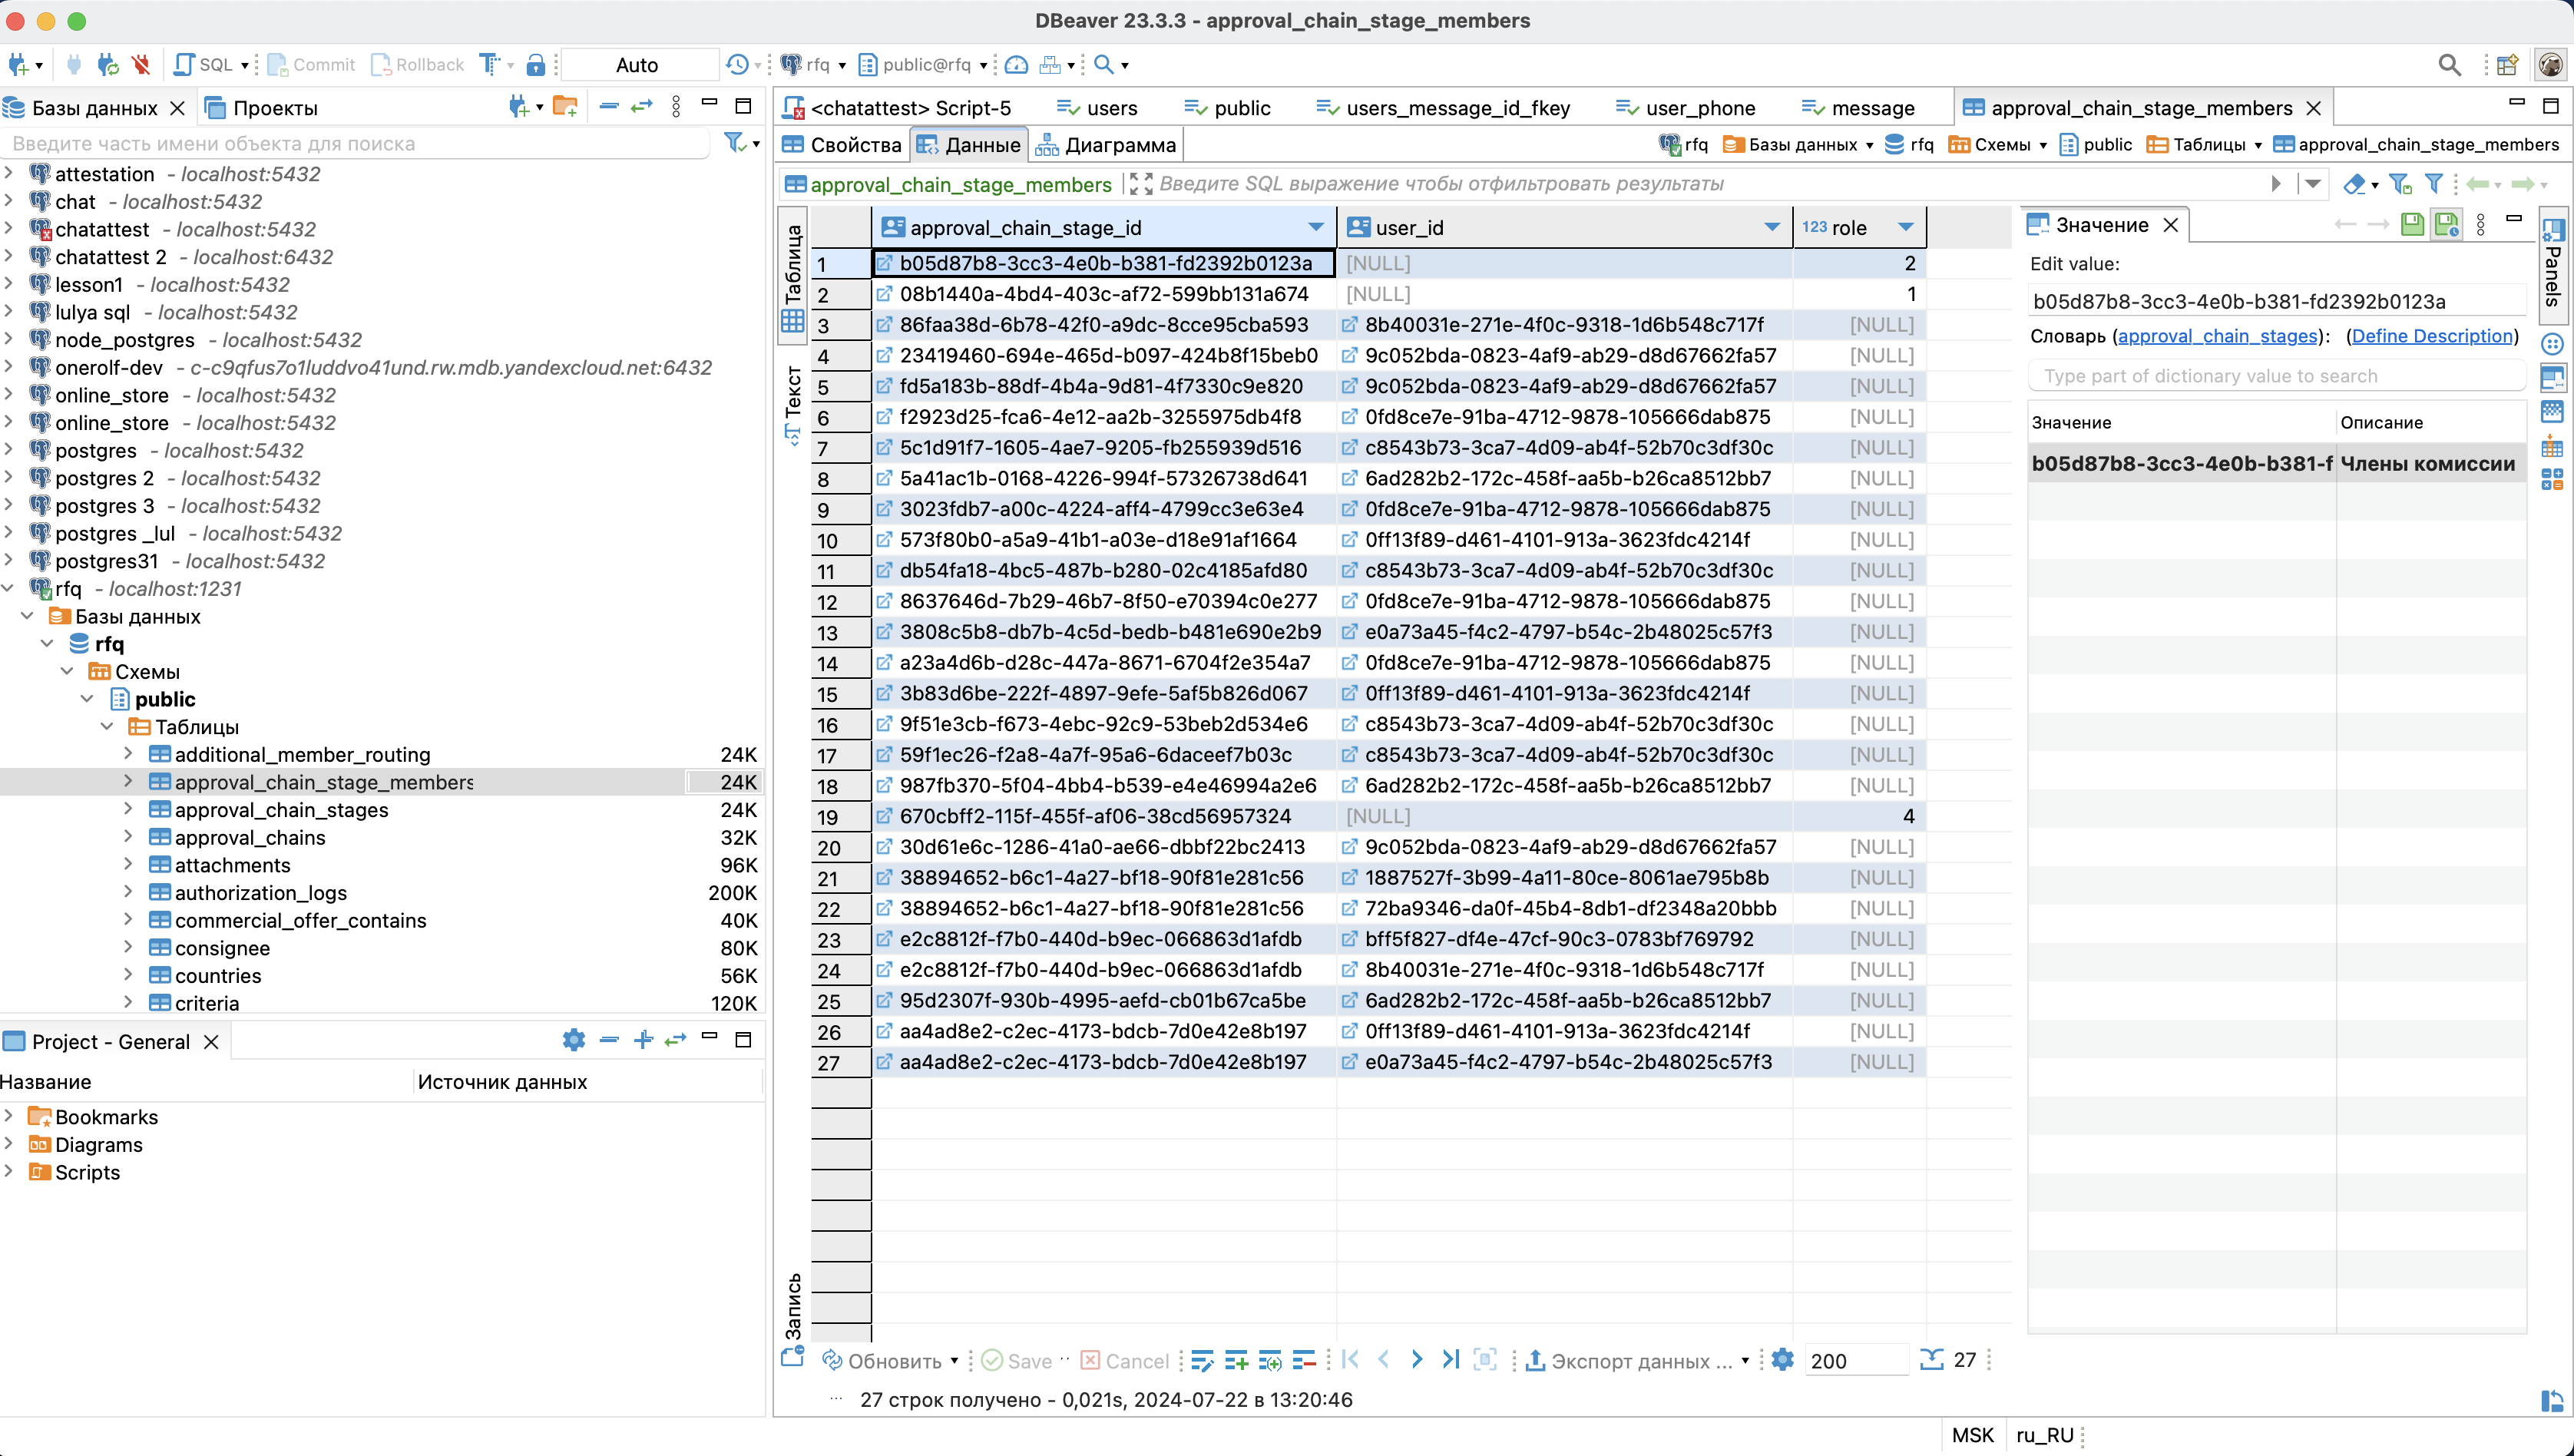 DBeaver 23.3.3 - approval_chain_stage_members
SQL Commit Rollback Auto rfq public@rfq
Базы данных Проекты
Введите часть имени объекта для поиска
attestation - localhost:5432
chat - localhost:5432
chatattest - localhost:5432
chatattest 2 - localhost:6432
lesson1 - localhost:5432
lulya sql - localhost:5432
node_postgres - localhost:5432
onerolf-dev - c-c9qfus7o1luddvo41und.rw.mdb.yandexcloud.net:6432
online_store - localhost:5432
online_store - localhost:5432
postgres - localhost:5432
postgres 2 - localhost:5432
postgres 3 - localhost:5432
postgres _lul - localhost:5432
postgres31 - localhost:5432
rfq - localhost:1231
Базы данных
rfq
Схемы
public
Таблицы
additional_member_routing 24K
approval_chain_stage_members 24K
approval_chain_stages 24K
approval_chains 32K
attachments 96K
authorization_logs 200K
commercial_offer_contains 40K
consignee 80K
countries 56K
criteria 120K
Project - General
Название Источник данных
Bookmarks
Diagrams
Scripts
<chatattest> Script-5 users public users_message_id_fkey user_phone message approval_chain_stage_members
Свойства Данные Диаграмма rfq Базы данных rfq Схемы public Таблицы approval_chain_stage_members
approval_chain_stage_members Введите SQL выражение чтобы отфильтровать результаты
Таблица
Текст
Запись
approval_chain_stage_id user_id 123 role
1 b05d87b8-3cc3-4e0b-b381-fd2392b0123a [NULL] 2
2 08b1440a-4bd4-403c-af72-599bb131a674 [NULL] 1
3 86faa38d-6b78-42f0-a9dc-8cce95cba593 8b40031e-271e-4f0c-9318-1d6b548c717f [NULL]
4 23419460-694e-465d-b097-424b8f15beb0 9c052bda-0823-4af9-ab29-d8d67662fa57 [NULL]
5 fd5a183b-88df-4b4a-9d81-4f7330c9e820 9c052bda-0823-4af9-ab29-d8d67662fa57 [NULL]
6 f2923d25-fca6-4e12-aa2b-3255975db4f8 0fd8ce7e-91ba-4712-9878-105666dab875 [NULL]
7 5c1d91f7-1605-4ae7-9205-fb255939d516 c8543b73-3ca7-4d09-ab4f-52b70c3df30c [NULL]
8 5a41ac1b-0168-4226-994f-57326738d641 6ad282b2-172c-458f-aa5b-b26ca8512bb7 [NULL]
9 3023fdb7-a00c-4224-aff4-4799cc3e63e4 0fd8ce7e-91ba-4712-9878-105666dab875 [NULL]
10 573f80b0-a5a9-41b1-a03e-d18e91af1664 0ff13f89-d461-4101-913a-3623fdc4214f [NULL]
11 db54fa18-4bc5-487b-b280-02c4185afd80 c8543b73-3ca7-4d09-ab4f-52b70c3df30c [NULL]
12 8637646d-7b29-46b7-8f50-e70394c0e277 0fd8ce7e-91ba-4712-9878-105666dab875 [NULL]
13 3808c5b8-db7b-4c5d-bedb-b481e690e2b9 e0a73a45-f4c2-4797-b54c-2b48025c57f3 [NULL]
14 a23a4d6b-d28c-447a-8671-6704f2e354a7 0fd8ce7e-91ba-4712-9878-105666dab875 [NULL]
15 3b83d6be-222f-4897-9efe-5af5b826d067 0ff13f89-d461-4101-913a-3623fdc4214f [NULL]
16 9f51e3cb-f673-4ebc-92c9-53beb2d534e6 c8543b73-3ca7-4d09-ab4f-52b70c3df30c [NULL]
17 59f1ec26-f2a8-4a7f-95a6-6daceef7b03c c8543b73-3ca7-4d09-ab4f-52b70c3df30c [NULL]
18 987fb370-5f04-4bb4-b539-e4e46994a2e6 6ad282b2-172c-458f-aa5b-b26ca8512bb7 [NULL]
19 670cbff2-115f-455f-af06-38cd56957324 [NULL] 4
20 30d61e6c-1286-41a0-ae66-dbbf22bc2413 9c052bda-0823-4af9-ab29-d8d67662fa57 [NULL]
21 38894652-b6c1-4a27-bf18-90f81e281c56 1887527f-3b99-4a11-80ce-8061ae795b8b [NULL]
22 38894652-b6c1-4a27-bf18-90f81e281c56 72ba9346-da0f-45b4-8db1-df2348a20bbb [NULL]
23 e2c8812f-f7b0-440d-b9ec-066863d1afdb bff5f827-df4e-47cf-90c3-0783bf769792 [NULL]
24 e2c8812f-f7b0-440d-b9ec-066863d1afdb 8b40031e-271e-4f0c-9318-1d6b548c717f [NULL]
25 95d2307f-930b-4995-aefd-cb01b67ca5be 6ad282b2-172c-458f-aa5b-b26ca8512bb7 [NULL]
26 aa4ad8e2-c2ec-4173-bdcb-7d0e42e8b197 0ff13f89-d461-4101-913a-3623fdc4214f [NULL]
27 aa4ad8e2-c2ec-4173-bdcb-7d0e42e8b197 e0a73a45-f4c2-4797-b54c-2b48025c57f3 [NULL]
Значение
Edit value:
b05d87b8-3cc3-4e0b-b381-fd2392b0123a
Словарь (approval_chain_stages): (Define Description)
Type part of dictionary value to search
Значение Описание
b05d87b8-3cc3-4e0b-b381-f Члены комиссии
Panels
Обновить Save Cancel Экспорт данных ... 200 27
27 строк получено - 0,021s, 2024-07-22 в 13:20:46
MSK ru_RU